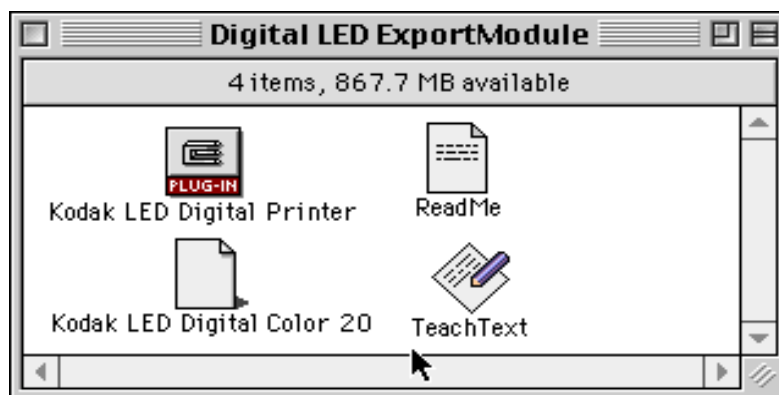 Digital LED ExportModule
4 items, 867.7 MB available
PLUG-IN
Kodak LED Digital Printer
ReadMe
Kodak LED Digital Color 20
TeachText